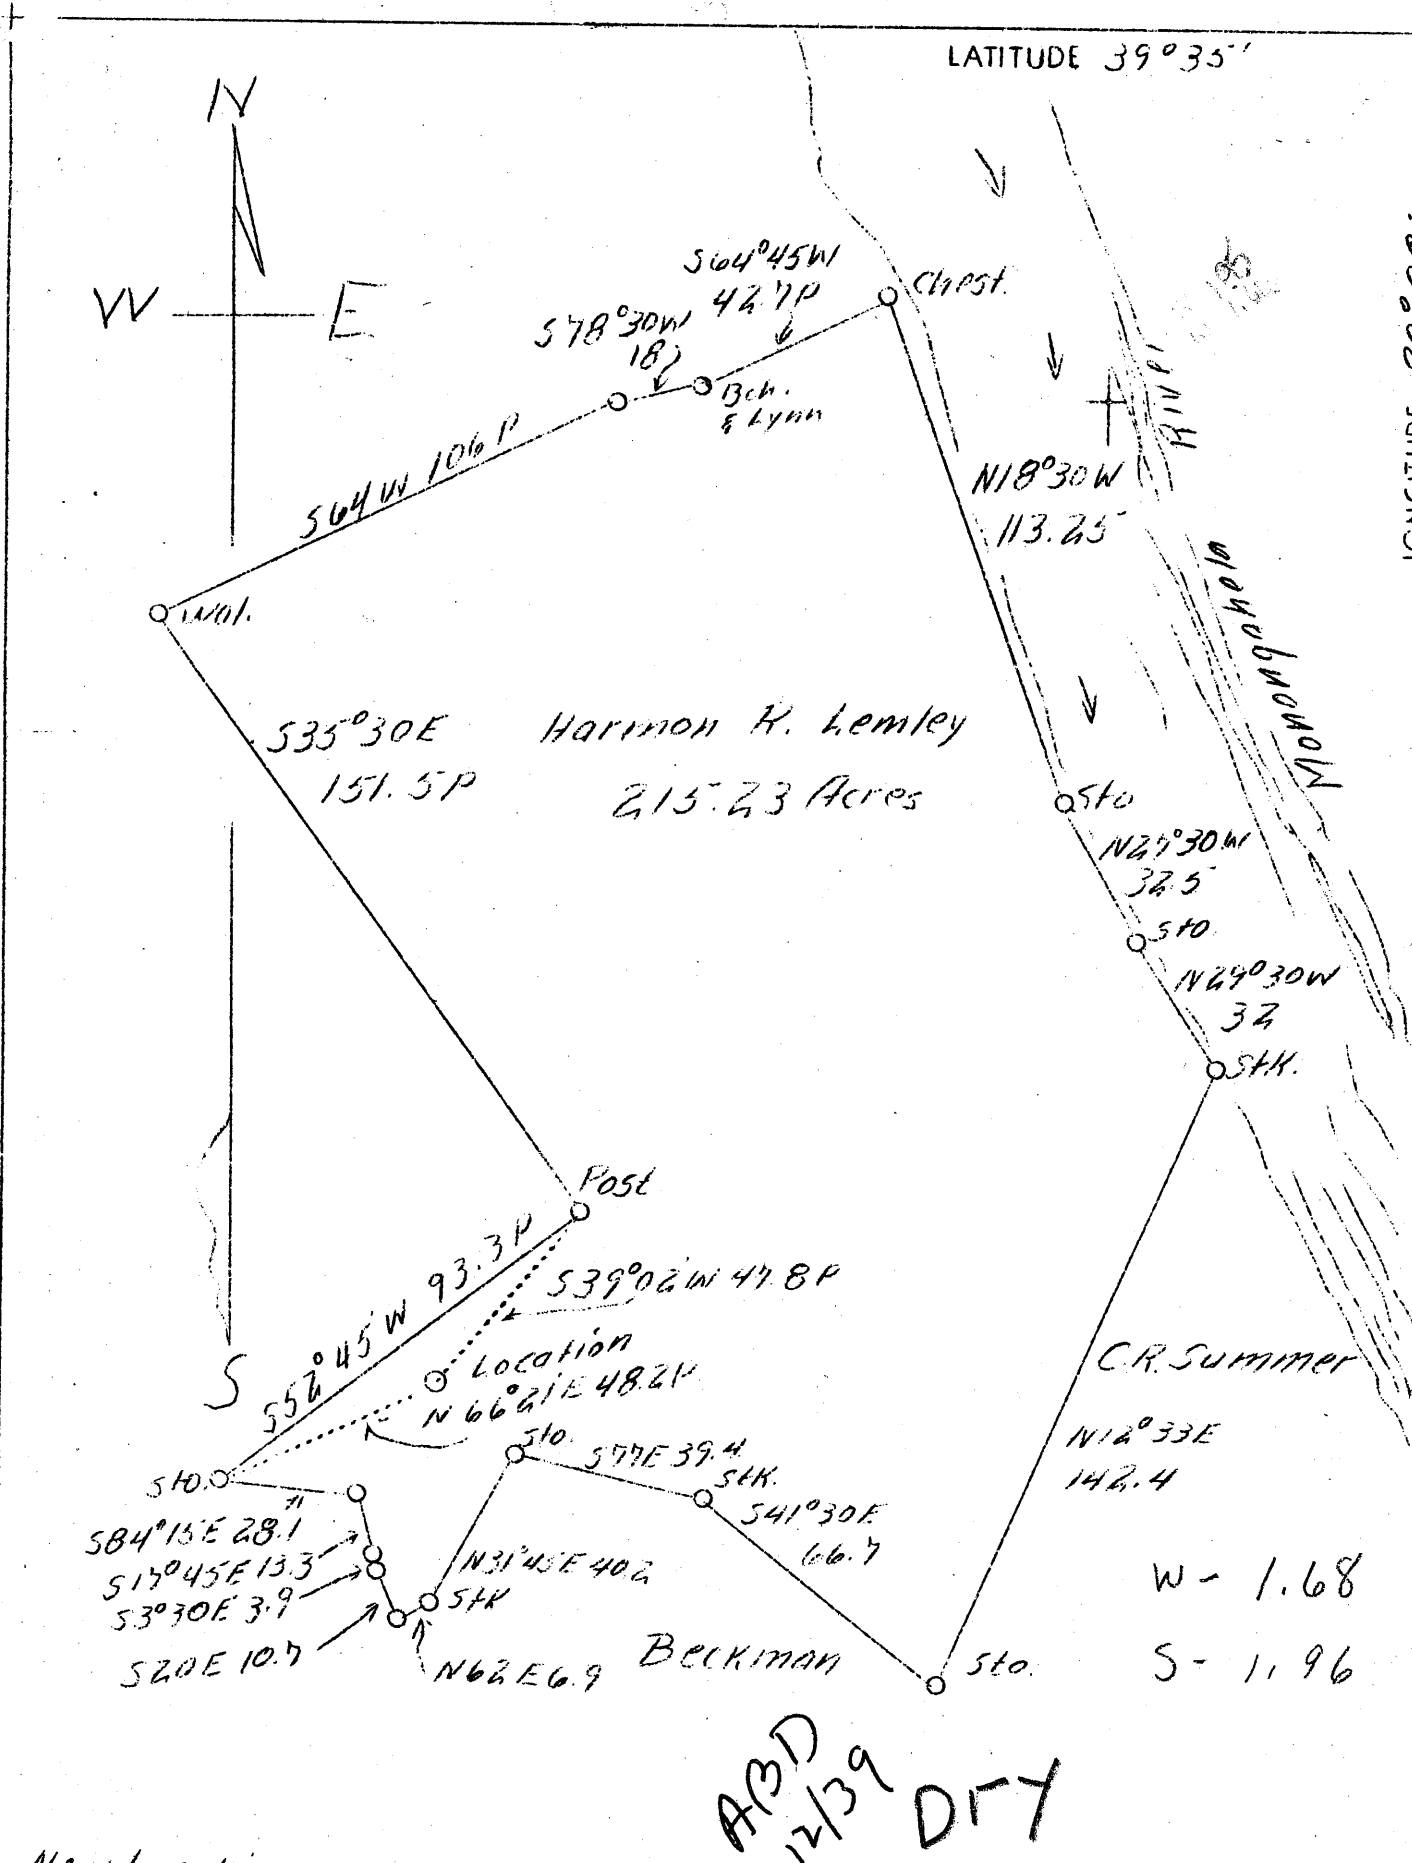 LATITUDE 39°35'
N
W
E
S64°45W
42.7P
Chest.
S78°30W
18
Bch.
& Lynn
S64W 106P
N18°30W
113.25
River
Monongahela
Wal.
S35°30E
151.5P
Harmon K. Lemley
215.23 Acres
Sto
N27°30W
32.5
Sto
N29°30W
32
Stk.
Post
S52°45'W 93.3P
S39°02W 47.8P
Location
N66°21'E 48.2P
S
Sto.
Sto.
S77E 39.4
Stk.
S41°30E
66.7
C.R. Summer
N12°33E
142.4
S84°15E 28.1
S17°45E 13.3
S3°30E 3.9
S20E 10.7
N31°45E 40.2
Stk
N62E 6.9
Beckman
Sto.
W - 1.68
S - 1.96
ABD
12/39
Dry